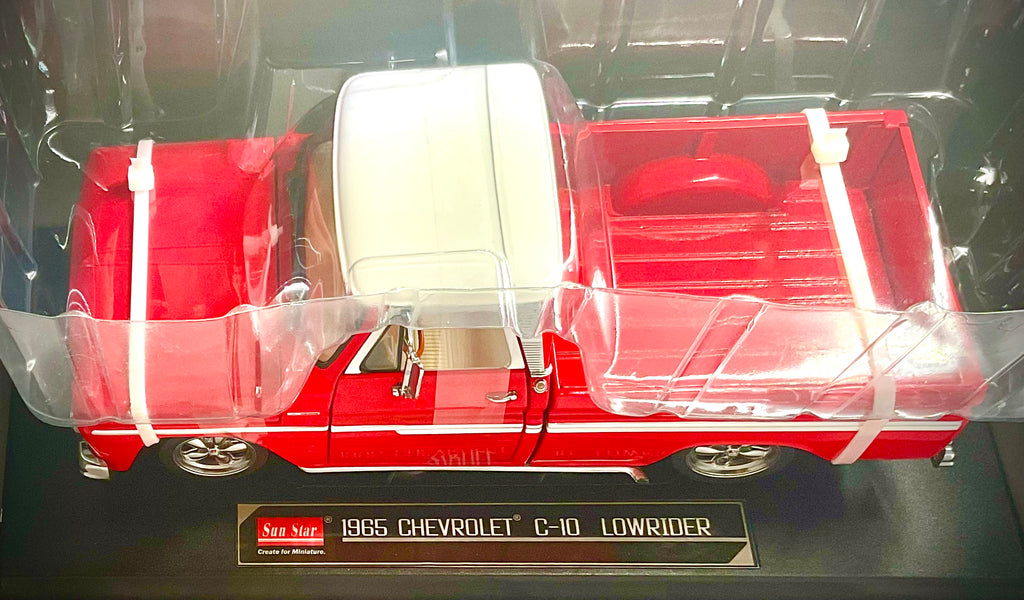 Sun Star®
Create for Miniature.
1965 CHEVROLET® C-10 LOWRIDER